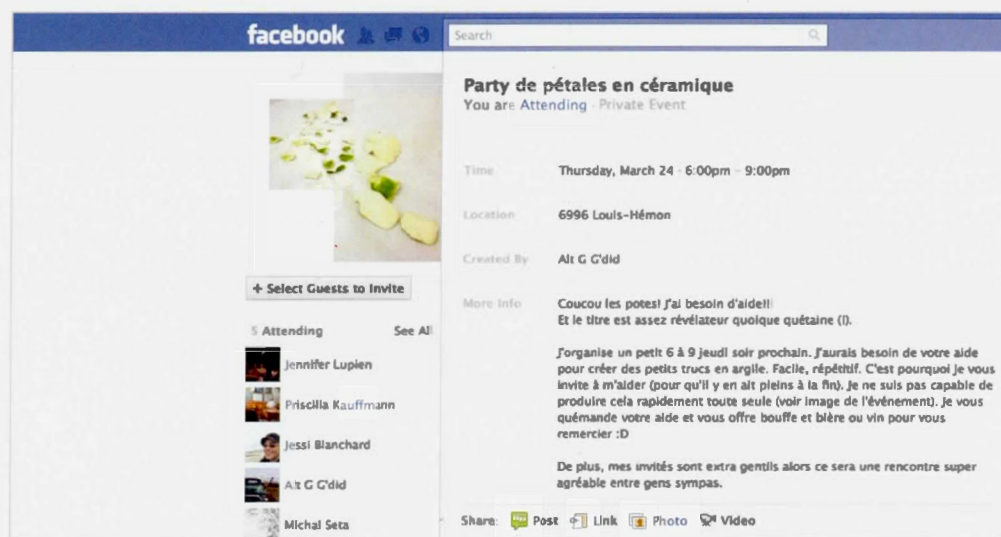 facebook
Search
Party de pétales en céramique
You are Attending · Private Event
Time
Thursday, March 24 · 6:00pm - 9:00pm
Location
6996 Louis-Hémon
Created By
Alt G G'did
More Info
Coucou les potes! J'ai besoin d'aide!!
Et le titre est assez révélateur quoique quétaine (!).
J'organise un petit 6 à 9 jeudi soir prochain. J'aurais besoin de votre aide
pour créer des petits trucs en argile. Facile, répétitif. C'est pourquoi je vous
invite à m'aider (pour qu'il y en ait pleins à la fin). Je ne suis pas capable de
produire cela rapidement toute seule (voir image de l'événement). Je vous
quémande votre aide et vous offre bouffe et bière ou vin pour vous
remercier :D
De plus, mes invités sont extra gentils alors ce sera une rencontre super
agréable entre gens sympas.
Share: Post Link Photo Video
+ Select Guests to Invite
5 Attending
See All
Jennifer Lupien
Priscilla Kauffmann
Jessi Blanchard
Alt G G'did
Michal Seta